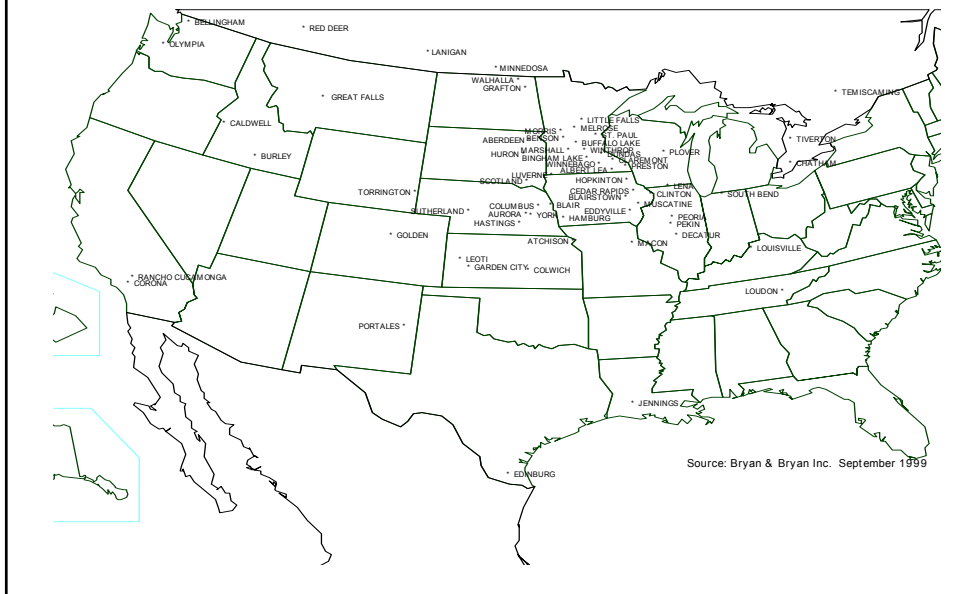 BELLINGHAM
RED DEER
OLYMPIA
LANIGAN
MINNEDOSA
WALHALLA
GRAFTON
GREAT FALLS
TEMISCAMING
CALDWELL
LITTLE FALLS
MORRIS
MELROSE
ST. PAUL
BENSON
ABERDEEN
BUFFALO LAKE
TIVERTON
MARSHALL
WINTHROP
HURON
DUNDAS
PLOVER
BURLEY
BINGHAM LAKE
CLAREMONT
WINNEBAGO
PRESTON
CHATHAM
ALBERT LEA
LUVERNE
SCOTLAND
HOPKINTON
LENA
TORRINGTON
CEDAR RAPIDS
CLINTON
SOUTH BEND
BLAIRSTOWN
MUSCATINE
COLUMBUS
BLAIR
SUTHERLAND
EDDYVILLE
AURORA
YORK
HAMBURG
PEORIA
HASTINGS
PEKIN
GOLDEN
DECATUR
ATCHISON
MACON
LOUISVILLE
LEOTI
GARDEN CITY
COLWICH
RANCHO CUCAMONGA
CORONA
LOUDON
PORTALES
JENNINGS
Source: Bryan & Bryan Inc. September 1999
EDINBURG